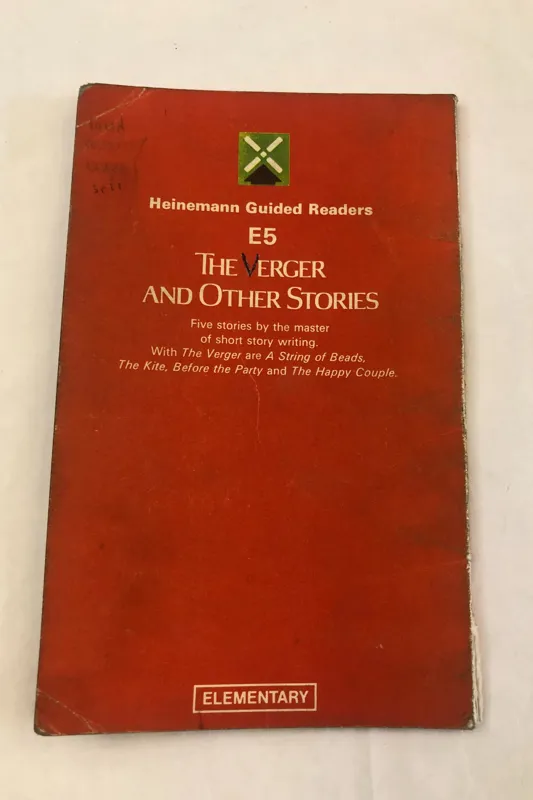 Heinemann Guided Readers
E5
THE VERGER
AND OTHER STORIES
Five stories by the master
of short story writing.
With The Verger are A String of Beads,
The Kite, Before the Party and The Happy Couple.
ELEMENTARY